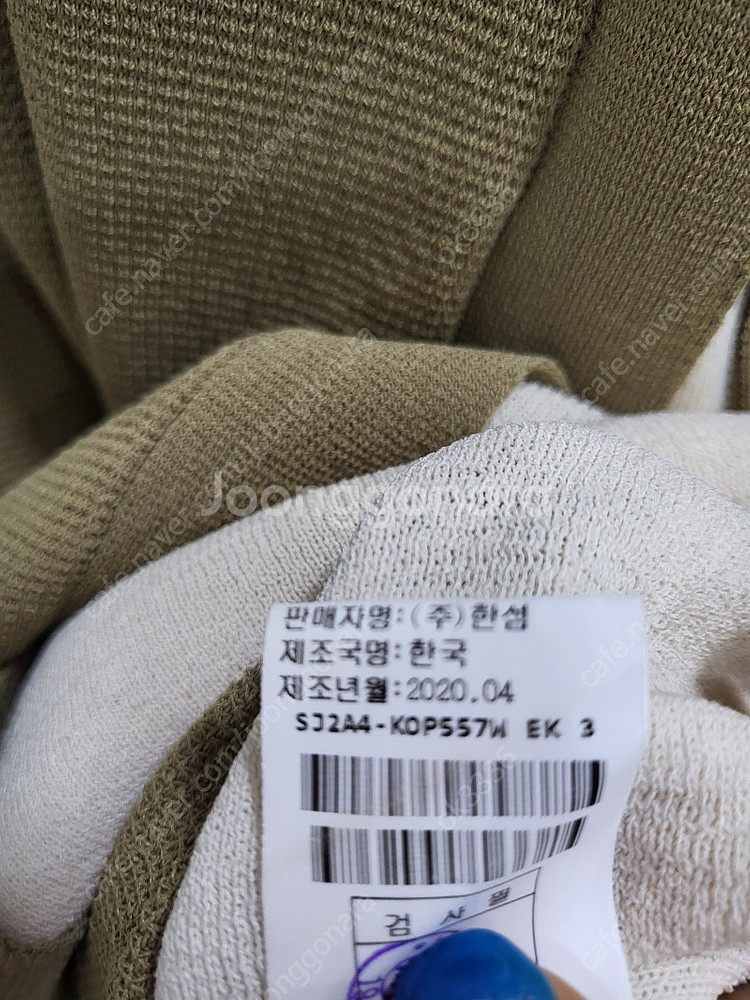 Joonggonara
판매자명:(주)한섬
제조국명:한국
제조년월:2020.04
SJ2A4-KOP557W EK 3
검 사 필